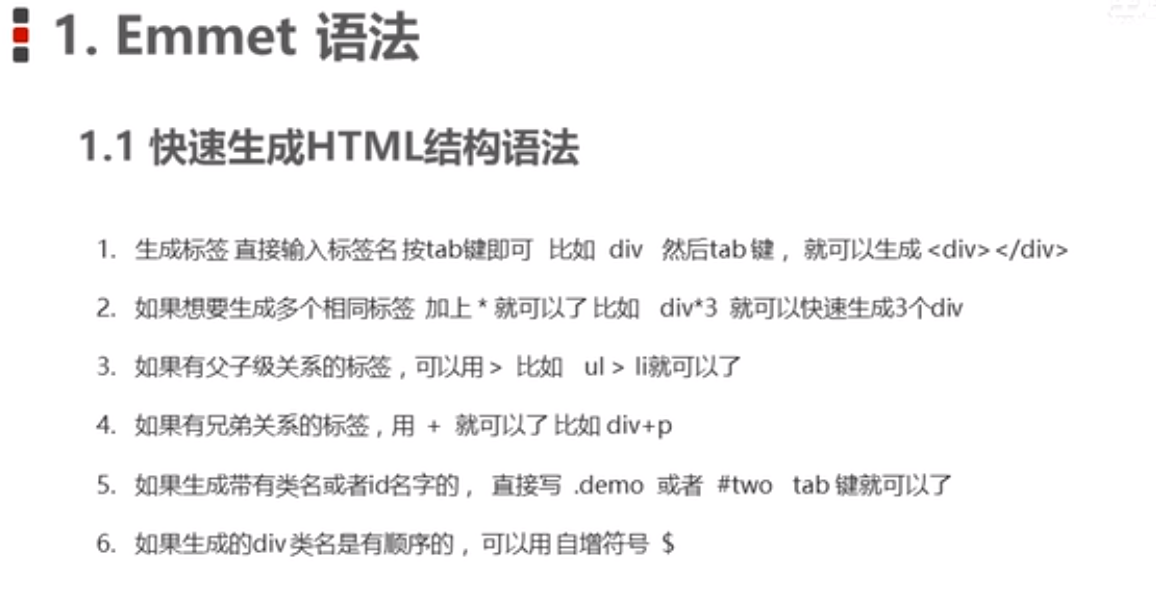 1. Emmet 语法
1.1 快速生成HTML结构语法
1. 生成标签 直接输入标签名 按tab键即可 比如 div 然后tab 键， 就可以生成 <div></div>
2. 如果想要生成多个相同标签 加上 * 就可以了 比如 div*3 就可以快速生成3个div
3. 如果有父子级关系的标签，可以用 > 比如 ul > li就可以了
4. 如果有兄弟关系的标签，用 + 就可以了 比如 div+p
5. 如果生成带有类名或者id名字的， 直接写 .demo 或者 #two tab 键就可以了
6. 如果生成的div 类名是有顺序的， 可以用 自增符号 $